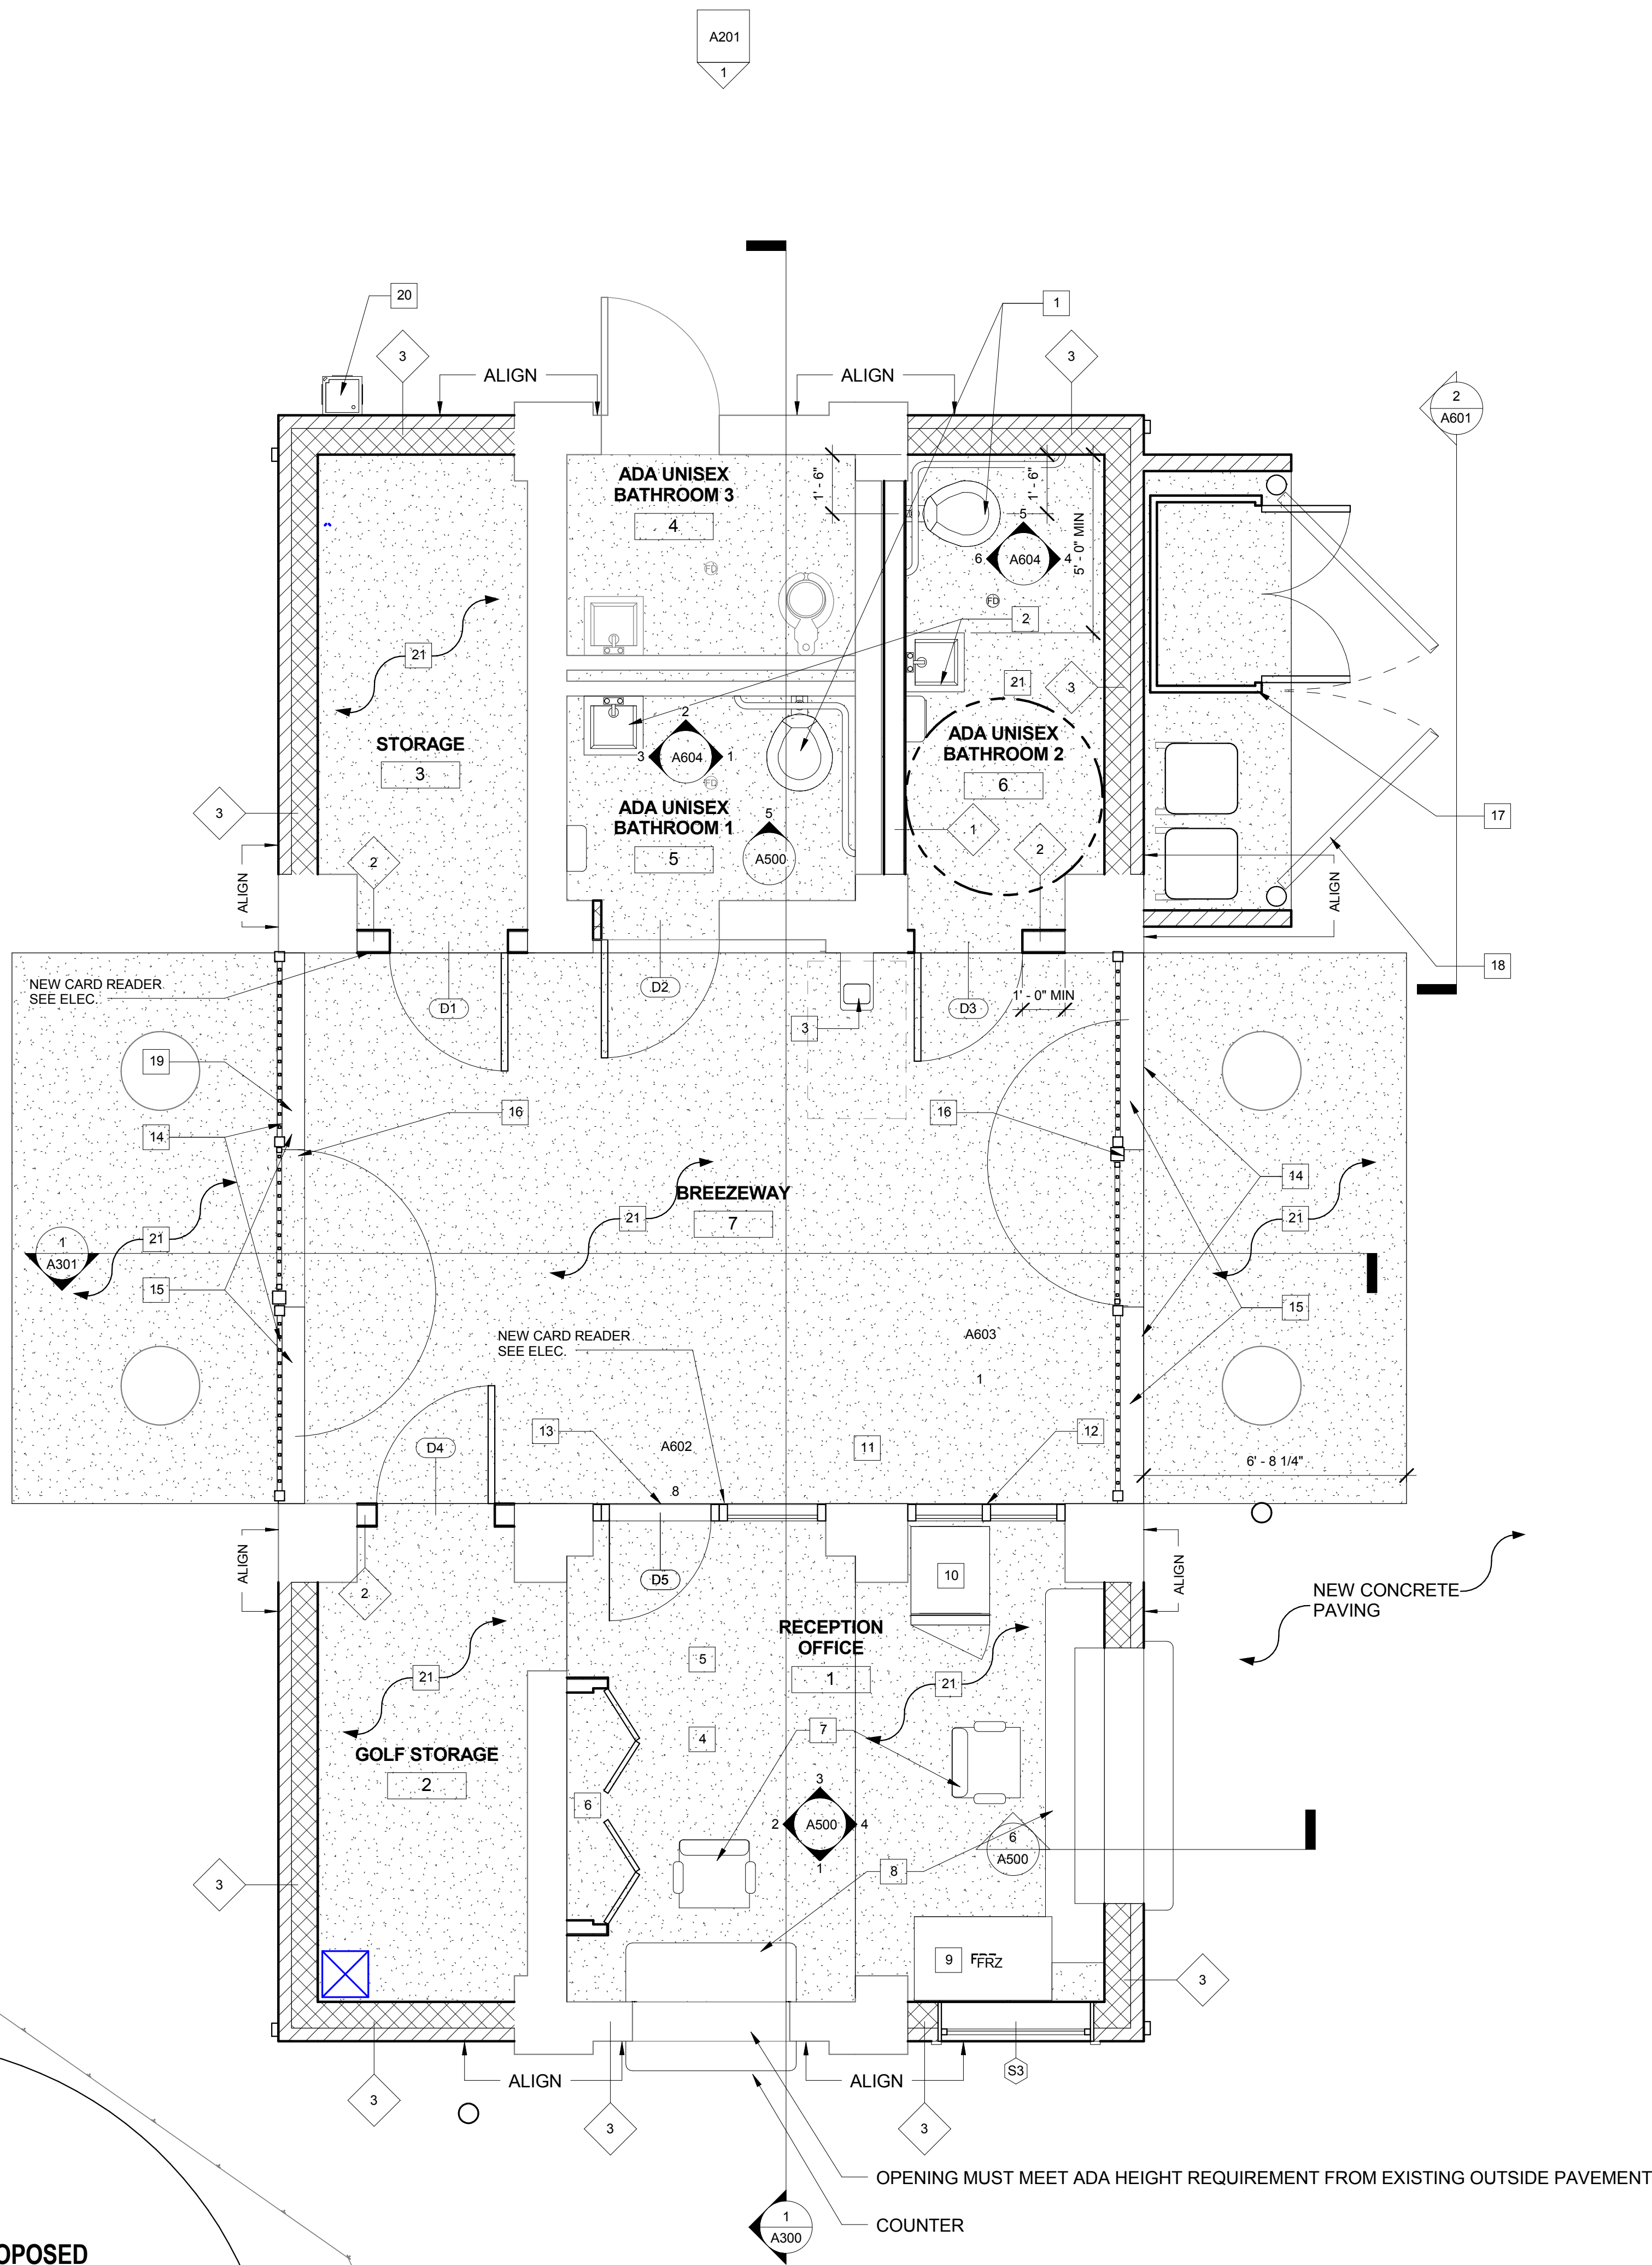 A201
1
20
1
3
ALIGN
ALIGN
3
2
A601
ADA UNISEX
BATHROOM 3
4
1' - 6"
1' - 6"
5
6
A604
4
5' - 0" MIN
FD
FD
2
21
21
3
STORAGE
3
2
3
A604
1
FD
ADA UNISEX
BATHROOM 2
6
ADA UNISEX
BATHROOM 1
5
5
A500
3
2
1
2
17
ALIGN
ALIGN
18
NEW CARD READER
SEE ELEC.
D1
D2
D3
1' - 0" MIN
3
19
16
16
14
14
21
BREEZEWAY
7
21
21
1
A301
15
15
NEW CARD READER
SEE ELEC.
A603
1
D4
13
A602
8
11
12
6' - 8 1/4"
ALIGN
ALIGN
2
D5
10
NEW CONCRETE
PAVING
RECEPTION
OFFICE
1
5
21
21
4
7
GOLF STORAGE
2
6
3
2
A500
4
1
6
A500
8
3
9
FRZ
3
S3
ALIGN
ALIGN
3
3
3
OPENING MUST MEET ADA HEIGHT REQUIREMENT FROM EXISTING OUTSIDE PAVEMENT
COUNTER
1
A300
OPOSED